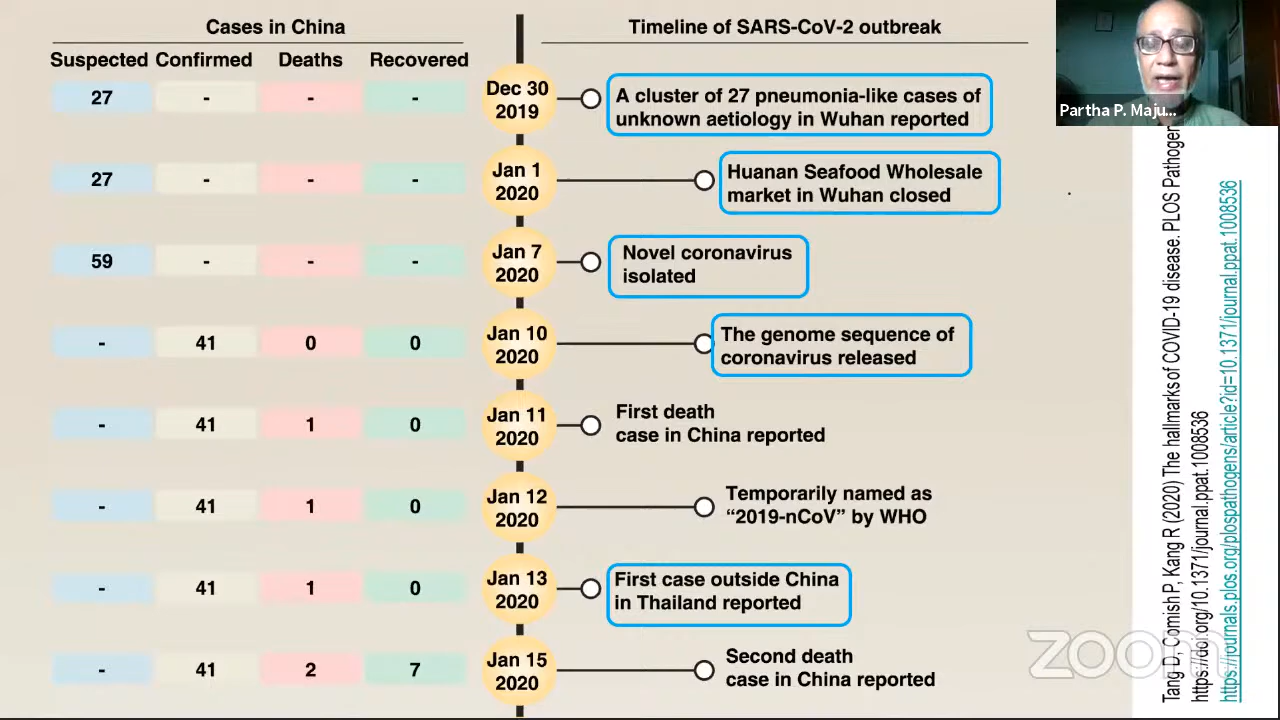 Cases in China
Timeline of SARS-CoV-2 outbreak
Suspected Confirmed Deaths Recovered
27 - - -
Dec 30
2019
A cluster of 27 pneumonia-like cases of
unknown aetiology in Wuhan reported
27 - - -
Jan 1
2020
Huanan Seafood Wholesale
market in Wuhan closed
59 - - -
Jan 7
2020
Novel coronavirus
isolated
- 41 0 0
Jan 10
2020
The genome sequence of
coronavirus released
- 41 1 0
Jan 11
2020
First death
case in China reported
- 41 1 0
Jan 12
2020
Temporarily named as
“2019-nCoV” by WHO
- 41 1 0
Jan 13
2020
First case outside China
in Thailand reported
- 41 2 7
Jan 15
2020
Second death
case in China reported
Partha P. Maju...
Tang D, Comish P, Kang R (2020) The hallmarks of COVID-19 disease. PLOS Pathogen
https://doi.org/10.1371/journal.ppat.1008536
https://journals.plos.org/plospathogens/article?id=10.1371/journal.ppat.1008536
zoom